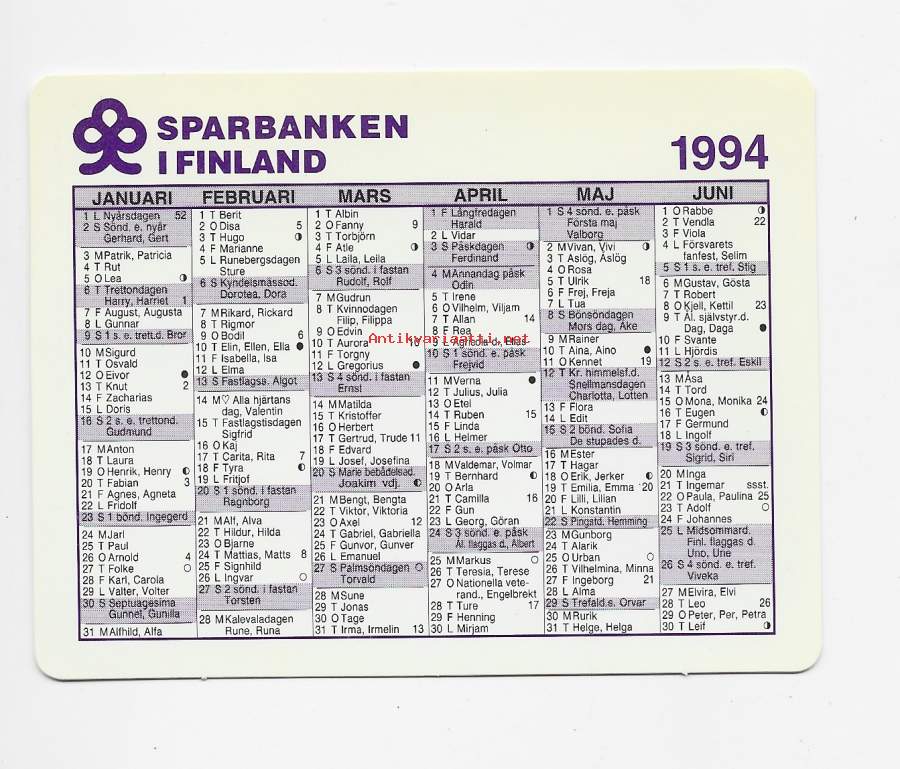 SPARBANKEN
I FINLAND
1994
JANUARI
1 L Nyårsdagen 52
2 S Sönd. e. nyår
Gerhard, Gert
3 M Patrik, Patricia
4 T Rut
5 O Lea
6 T Trettondagen
Harry, Harriet 1
7 F August, Augusta
8 L Gunnar
9 S 1 s. e. trett.d. Bror
10 M Sigurd
11 T Osvald
12 O Eivor
13 T Knut 2
14 F Zacharias
15 L Doris
16 S 2 s. e. trettond.
Gudmund
17 M Anton
18 T Laura
19 O Henrik, Henry
20 T Fabian 3
21 F Agnes, Agneta
22 L Fridolf
23 S 1 bönd. Ingegerd
24 M Jarl
25 T Paul
26 O Arnold 4
27 T Folke
28 F Karl, Carola
29 L Valter, Volter
30 S Septuagesima
Gunnel, Gunilla
31 M Alfhild, Alfa
FEBRUARI
1 T Berit
2 O Disa 5
3 T Hugo
4 F Marianne
5 L Runebergsdagen
Sture
6 S Kyndelsmässod.
Dorotea, Dora
7 M Rikard, Rickard
8 T Rigmor
9 O Bodil 6
10 T Elin, Ellen, Ella
11 F Isabella, Isa
12 L Elma
13 S Fastlagss. Algot
14 M♡ Alla hjärtans
dag, Valentin
15 T Fastlagstisdagen
Sigfrid
16 O Kaj
17 T Carita, Rita 7
18 F Tyra
19 L Fritjof
20 S 1 sönd. i fastan
Ragnborg
21 M Alf, Alva
22 T Hildur, Hilda
23 O Bjarne
24 T Mattias, Matts 8
25 F Signhild
26 L Ingvar
27 S 2 sönd. i fastan
Torsten
28 M Kalevaladagen
Rune, Runa
MARS
1 T Albin
2 O Fanny 9
3 T Torbjörn
4 F Atle
5 L Laila, Leila
6 S 3 sönd. i fastan
Rudolf, Rolf
7 M Gudrun
8 T Kvinnodagen
Filip, Filippa
9 O Edvin
10 T Aurora
11 F Torgny
12 L Gregorius
13 S 4 sönd. i fastan
Ernst
14 M Matilda
15 T Kristoffer
16 O Herbert
17 T Gertrud, Trude 11
18 F Edvard
19 L Josef, Josefina
20 S Marie bebådelsad.
Joakim vdj.
21 M Bengt, Bengta
22 T Viktor, Viktoria
23 O Axel 12
24 T Gabriel, Gabriella
25 F Gunvor, Gunver
26 L Emanuel
27 S Palmsöndagen
Torvald
28 M Sune
29 T Jonas
30 O Tage
31 T Irma, Irmelin 13
APRIL
1 F Långfredagen
Harald
2 L Vidar
3 S Påskdagen
Ferdinand
4 M Annandag påsk
Odin
5 T Irene
6 O Vilhelm, Viljam
7 T Allan 14
8 F Rea
9 L Agricola d., Elias
10 S 1 sönd. e. påsk
Frejvid
11 M Verna
12 T Julius, Julia
13 O Etel
14 T Ruben 15
15 F Linda
16 L Helmer
17 S 2 s. e. påsk Otto
18 M Valdemar, Volmar
19 T Bernhard
20 O Arla
21 T Camilla 16
22 F Gun
23 L Georg, Göran
24 S 3 sönd. e. påsk
Ål. flaggas d., Albert
25 M Markus
26 T Teresia, Terese
27 O Nationella vete-
rand., Engelbrekt
28 T Ture 17
29 F Henning
30 L Mirjam
MAJ
1 S 4 sönd. e. påsk
Första maj
Valborg
2 M Vivan, Vivi
3 T Aslög, Åslög
4 O Rosa
5 T Ulrik 18
6 F Frej, Freja
7 L Tua
8 S Bönsöndagen
Mors dag, Åke
9 M Rainer
10 T Aina, Aino
11 O Kennet 19
12 T Kr. himmelsf.d.
Snellmansdagen
Charlotta, Lotten
13 F Flora
14 L Edit
15 S 2 bönd. Sofia
De stupades d.
16 M Ester
17 T Hagar
18 O Erik, Jerker
19 T Emilia, Emma 20
20 F Lilli, Lilian
21 L Konstantin
22 S Pingstd. Hemming
23 M Gunborg
24 T Alarik
25 O Urban
26 T Vilhelmina, Minna
27 F Ingeborg 21
28 L Alma
29 S Trefald.s. Orvar
30 M Rurik
31 T Helge, Helga
JUNI
1 O Rabbe
2 T Vendla 22
3 F Viola
4 L Försvarets
fanfest, Selim
5 S 1 s. e. tref. Stig
6 M Gustav, Gösta
7 T Robert
8 O Kjell, Kettil 23
9 T Ål. självstyr.d.
Dag, Daga
10 F Svante
11 L Hjördis
12 S 2 s. e. tref. Eskil
13 M Åsa
14 T Tord
15 O Mona, Monika 24
16 T Eugen
17 F Germund
18 L Ingolf
19 S 3 sönd. e. tref.
Sigrid, Siri
20 M Inga
21 T Ingemar ssst.
22 O Paula, Paulina 25
23 T Adolf
24 F Johannes
25 L Midsommard.
Finl. flaggas d.
Uno, Une
26 S 4 sönd. e. tref.
Viveka
27 M Elvira, Elvi
28 T Leo 26
29 O Peter, Per, Petra
30 T Leif
Antikvariaatti.net